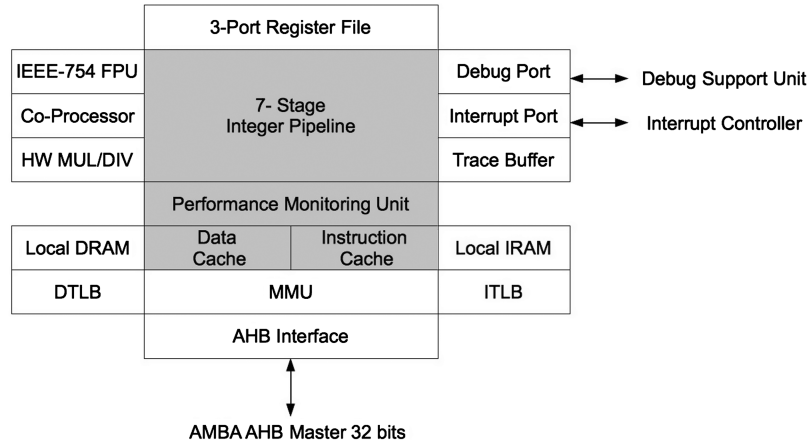 3-Port Register File
IEEE-754 FPU
7- Stage
Integer Pipeline
Debug Port
Debug Support Unit
Co-Processor
Interrupt Port
Interrupt Controller
HW MUL/DIV
Trace Buffer
Performance Monitoring Unit
Local DRAM
Data
Cache
Instruction
Cache
Local IRAM
DTLB
MMU
ITLB
AHB Interface
AMBA AHB Master 32 bits